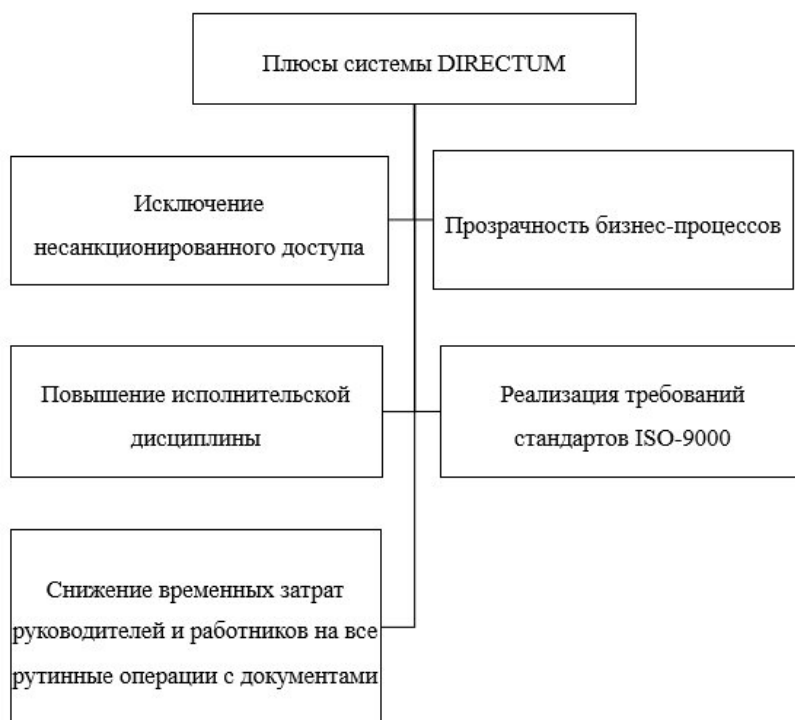 Плюсы системы DIRECTUM
Исключение
несанкционированного доступа
Прозрачность бизнес-процессов
Повышение исполнительской
дисциплины
Реализация требований
стандартов ISO-9000
Снижение временных затрат
руководителей и работников на все
рутинные операции с документами